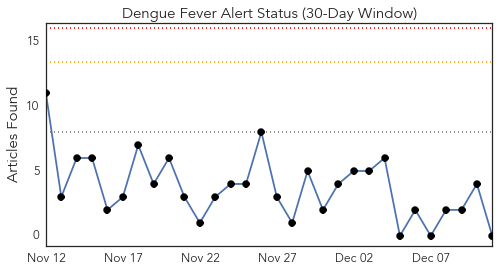 Dengue Fever Alert Status (30-Day Window)
Articles Found
15
10
5
0
Nov 12 Nov 17 Nov 22 Nov 27 Dec 02 Dec 07